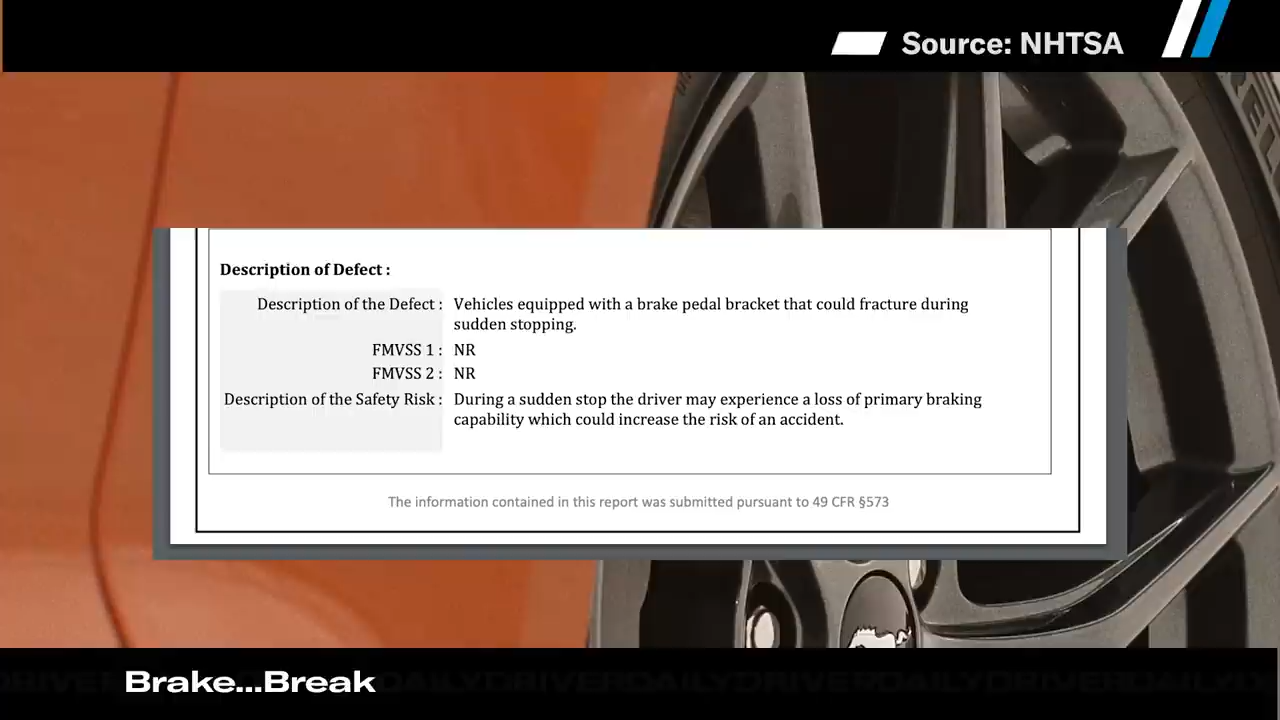 Source: NHTSA
Description of Defect :
Description of the Defect : Vehicles equipped with a brake pedal bracket that could fracture during
sudden stopping.
FMVSS 1 : NR
FMVSS 2 : NR
Description of the Safety Risk : During a sudden stop the driver may experience a loss of primary braking
capability which could increase the risk of an accident.
The information contained in this report was submitted pursuant to 49 CFR §573
Brake...Break